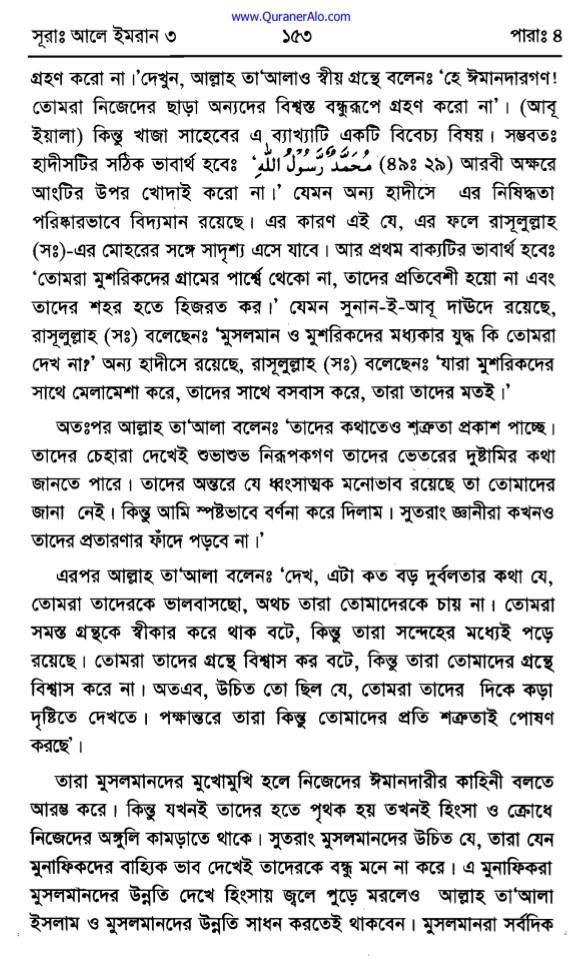 www.QuranerAlo.com
সূরাঃ আলে ইমরান ৩ ১৫৩ পারাঃ ৪
গ্রহণ করো না।'দেখুন, আল্লাহ তা'আলাও স্বীয় গ্রন্থে বলেনঃ 'হে ঈমানদারগণ!
তোমরা নিজেদের ছাড়া অন্যদের বিশ্বস্ত বন্ধুরূপে গ্রহণ করো না'। (আবূ
ইয়ালা) কিন্তু খাজা সাহেবের এ ব্যাখ্যাটি একটি বিবেচ্য বিষয়। সম্ভবতঃ
হাদীসটির সঠিক ভাবার্থ হবেঃ 'مُحَمَّدٌ رَّسُوْلُ اللّٰهِ (৪৯ঃ ২৯) আরবী অক্ষরে
আংটির উপর খোদাই করো না।' যেমন অন্য হাদীসে এর নিষিদ্ধতা
পরিষ্কারভাবে বিদ্যমান রয়েছে। এর কারণ এই যে, এর ফলে রাসূলুল্লাহ
(সঃ)-এর মোহরের সঙ্গে সাদৃশ্য এসে যাবে। আর প্রথম বাক্যটির ভাবার্থ হবেঃ
'তোমরা মুশরিকদের গ্রামের পার্শ্বে থেকো না, তাদের প্রতিবেশী হয়ো না এবং
তাদের শহর হতে হিজরত কর।' যেমন সুনান-ই-আবূ দাউদে রয়েছে,
রাসূলুল্লাহ (সঃ) বলেছেনঃ 'মুসলমান ও মুশরিকদের মধ্যকার যুদ্ধ কি তোমরা
দেখ না?' অন্য হাদীসে রয়েছে, রাসূলুল্লাহ (সঃ) বলেছেনঃ 'যারা মুশরিকদের
সাথে মেলামেশা করে, তাদের সাথে বসবাস করে, তারা তাদের মতই।'
অতঃপর আল্লাহ তা'আলা বলেনঃ 'তাদের কথাতেও শত্রুতা প্রকাশ পাচ্ছে।
তাদের চেহারা দেখেই শুভাশুভ নিরূপকগণ তাদের ভেতরের দুষ্টামির কথা
জানতে পারে। তাদের অন্তরে যে ধ্বংসাত্মক মনোভাব রয়েছে তা তোমাদের
জানা নেই। কিন্তু আমি স্পষ্টভাবে বর্ণনা করে দিলাম। সুতরাং জ্ঞানীরা কখনও
তাদের প্রতারণার ফাঁদে পড়বে না।'
এরপর আল্লাহ তা'আলা বলেনঃ 'দেখ, এটা কত বড় দুর্বলতার কথা যে,
তোমরা তাদেরকে ভালবাসছো, অথচ তারা তোমাদেরকে চায় না। তোমরা
সমস্ত গ্রন্থকে স্বীকার করে থাক বটে, কিন্তু তারা সন্দেহের মধ্যেই পড়ে
রয়েছে। তোমরা তাদের গ্রন্থে বিশ্বাস কর বটে, কিন্তু তারা তোমাদের গ্রন্থে
বিশ্বাস করে না। অতএব, উচিত তো ছিল যে, তোমরা তাদের দিকে কড়া
দৃষ্টিতে দেখতে। পক্ষান্তরে তারা কিন্তু তোমাদের প্রতি শত্রুতাই পোষণ
করছে'।
তারা মুসলমানদের মুখোমুখি হলে নিজেদের ঈমানদারীর কাহিনী বলতে
আরম্ভ করে। কিন্তু যখনই তাদের হতে পৃথক হয় তখনই হিংসা ও ক্রোধে
নিজেদের অঙ্গুলি কামড়াতে থাকে। সুতরাং মুসলমানদের উচিত যে, তারা যেন
মুনাফিকদের বাহ্যিক ভাব দেখেই তাদেরকে বন্ধু মনে না করে। এ মুনাফিকরা
মুসলমানদের উন্নতি দেখে হিংসায় জ্বলে পুড়ে মরলেও আল্লাহ তা'আলা
ইসলাম ও মুসলমানদের উন্নতি সাধন করতেই থাকবেন। মুসলমানরা সর্বদিক